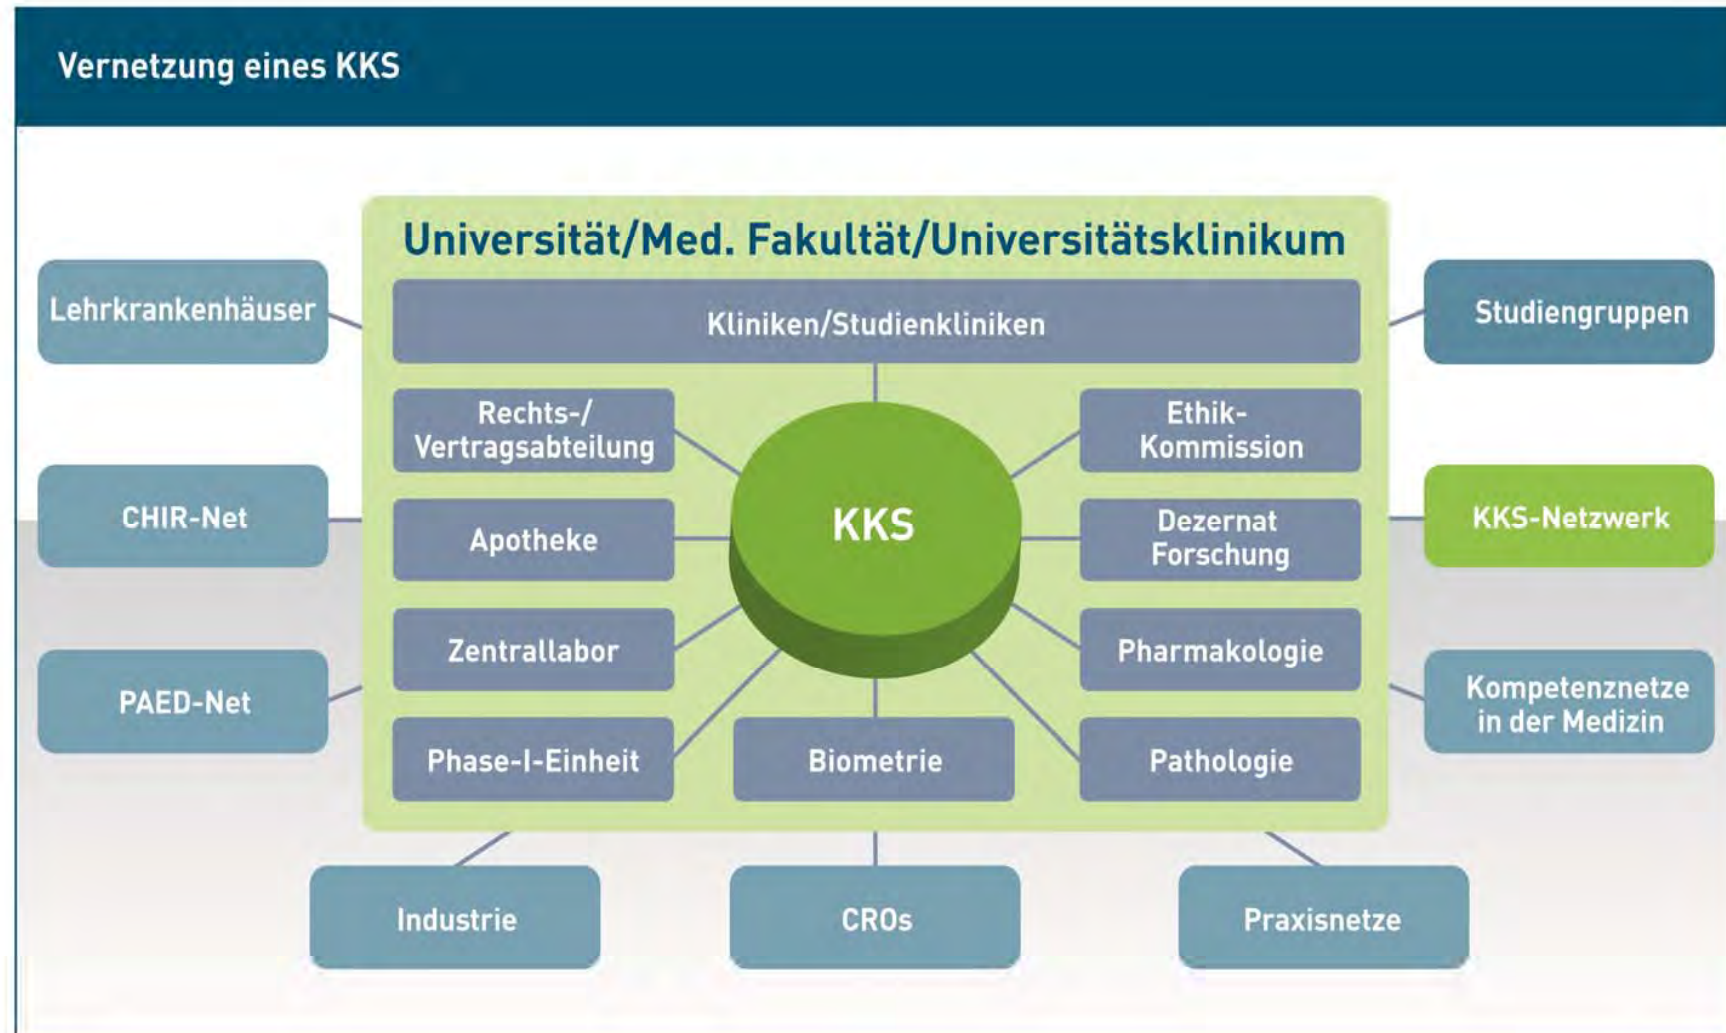 Vernetzung eines KKS
Universität/Med. Fakultät/Universitätsklinikum
Lehrkrankenhäuser
Kliniken/Studienkliniken
Studiengruppen
Rechts-/
Vertragsabteilung
Ethik-
Kommission
CHIR-Net
Apotheke
KKS
Dezernat
Forschung
KKS-Netzwerk
Zentrallabor
Pharmakologie
PAED-Net
Kompetenznetze
in der Medizin
Phase-I-Einheit
Biometrie
Pathologie
Industrie
CROs
Praxisnetze